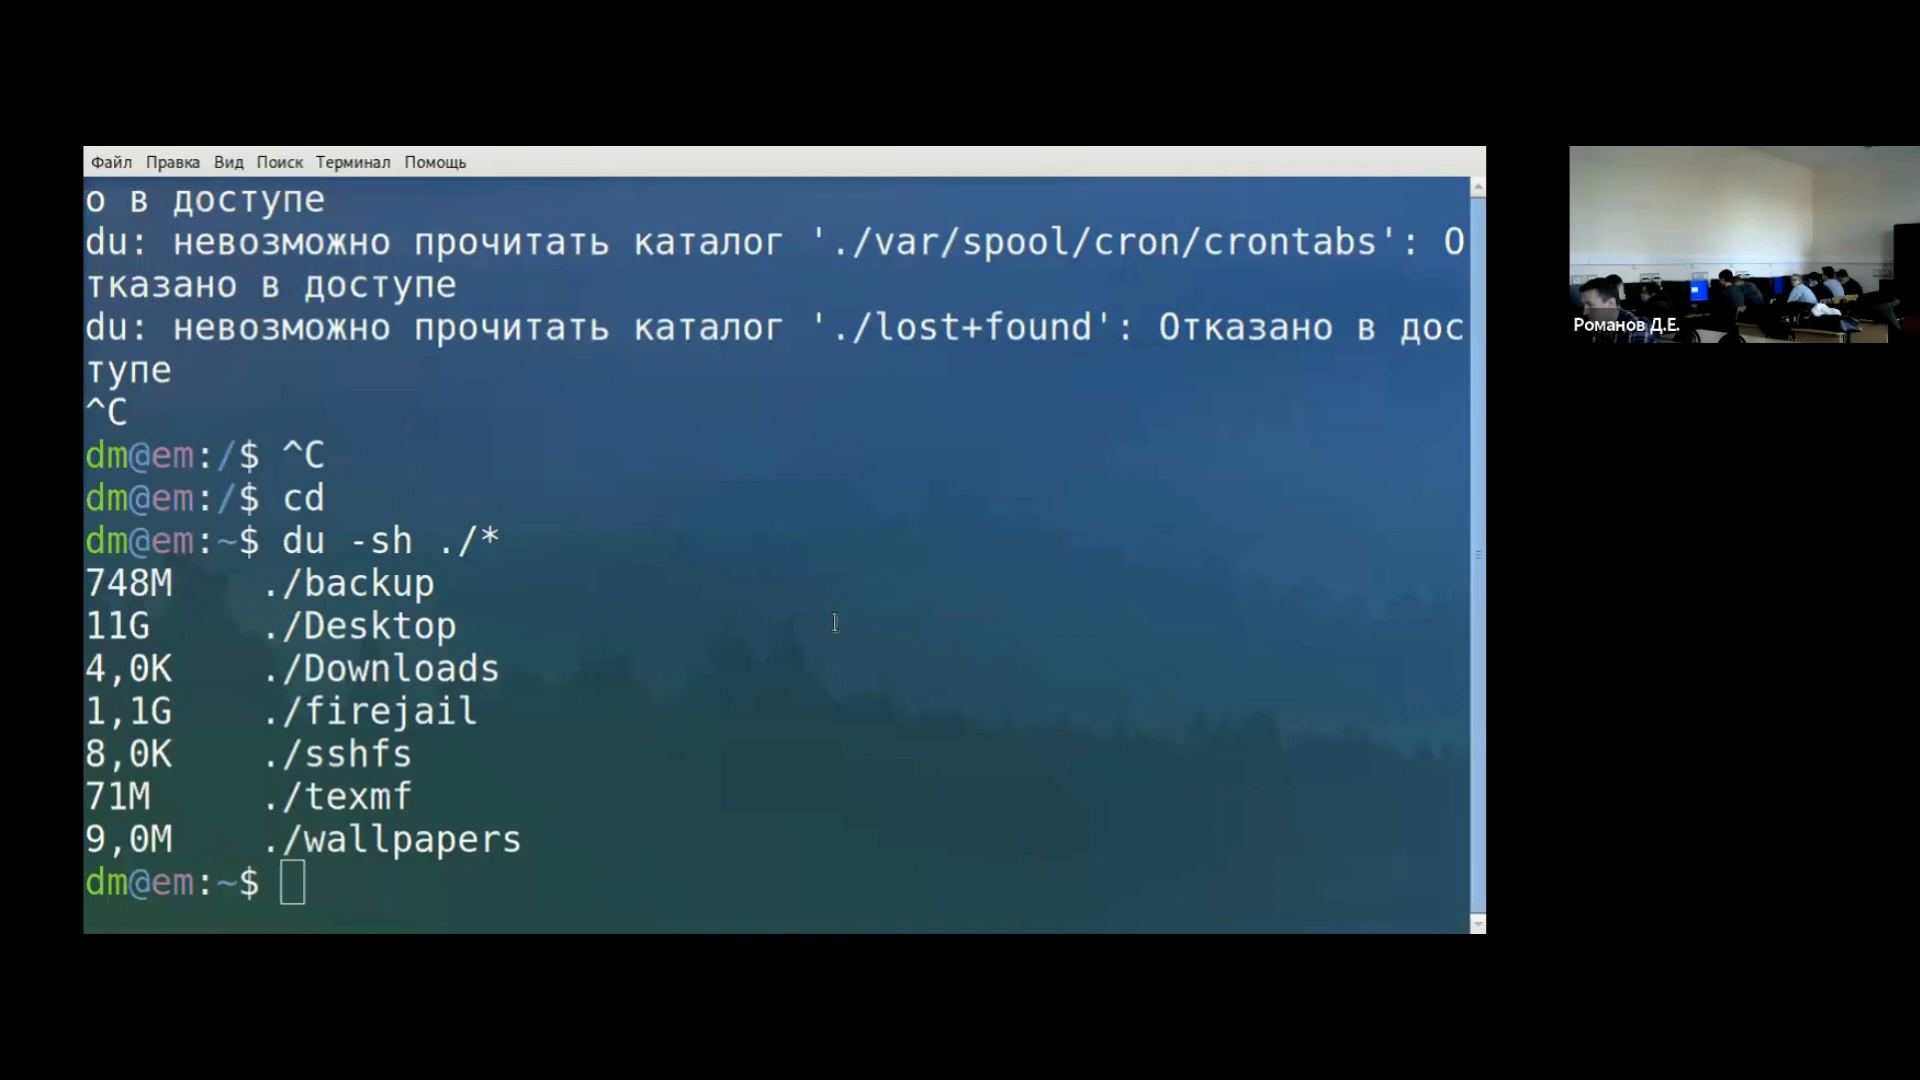 Файл Правка Вид Поиск Терминал Помощь
о в доступе
du: невозможно прочитать каталог './var/spool/cron/crontabs': О
тказано в доступе
du: невозможно прочитать каталог './lost+found': Отказано в дос
тупе
^C
dm@em:/$ ^C
dm@em:/$ cd
dm@em:~$ du -sh ./*
748M ./backup
11G ./Desktop
4,0K ./Downloads
1,1G ./firejail
8,0K ./sshfs
71M ./texmf
9,0M ./wallpapers
dm@em:~$
Романов Д.Е.